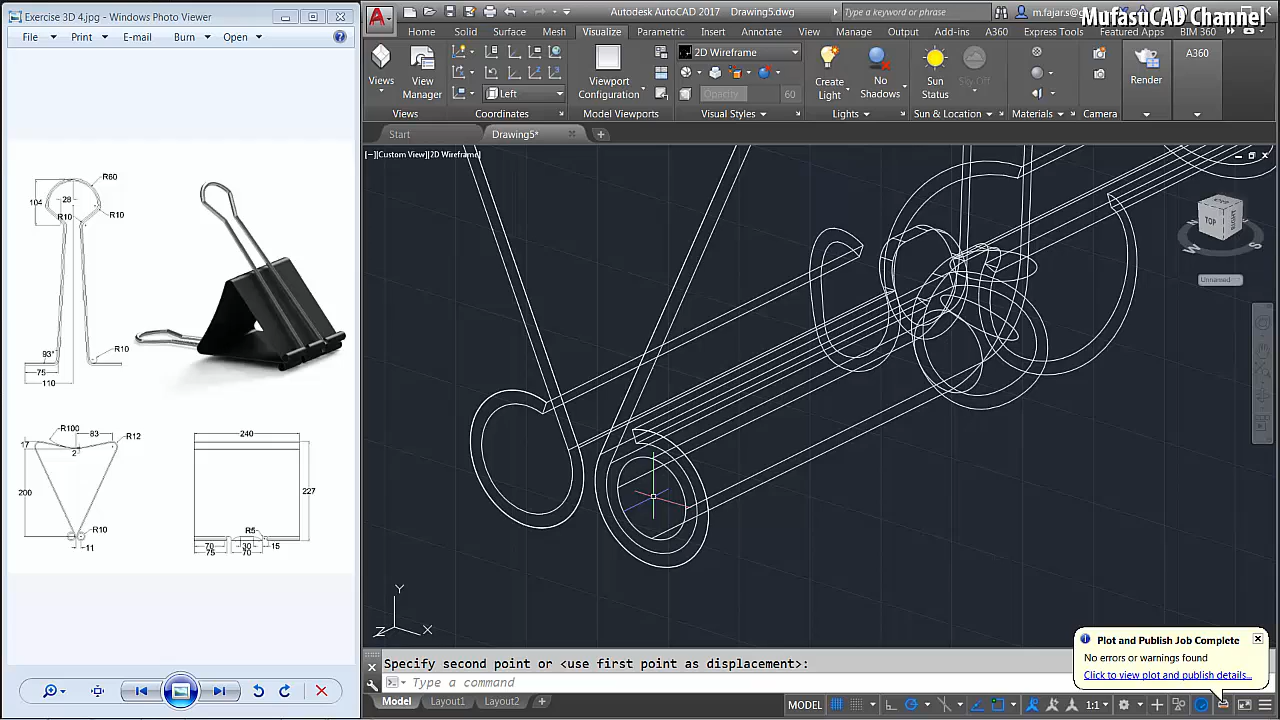 Exercise 3D 4.jpg - Windows Photo Viewer
File Print E-mail Burn Open
R60
104
28
R10
R10
93°
R10
75
110
R100
83
R12
17
2
200
R10
11
240
227
R5
70
30
15
75
70
Autodesk AutoCAD 2017 Drawing5.dwg
Type a keyword or phrase
m.fajar.s@
MufasuCAD Channel
Home Solid Surface Mesh Visualize Parametric Insert Annotate View Manage Output Add-ins A360 Express Tools Featured Apps BIM 360
Views
View
Manager
Left
Viewport
Configuration
2D Wireframe
Opacity 60
Create
Light
No
Shadows
Sun
Status
Sky Off
Render
A360
Views Coordinates Model Viewports Visual Styles Lights Sun & Location Materials Camera
Start Drawing5*
[−][Custom View][2D Wireframe]
TOP
W
S
Unnamed
Y
Z X
Plot and Publish Job Complete
No errors or warnings found
Click to view plot and publish details...
Specify second point or <use first point as displacement>:
Type a command
Model Layout1 Layout2
MODEL
1:1